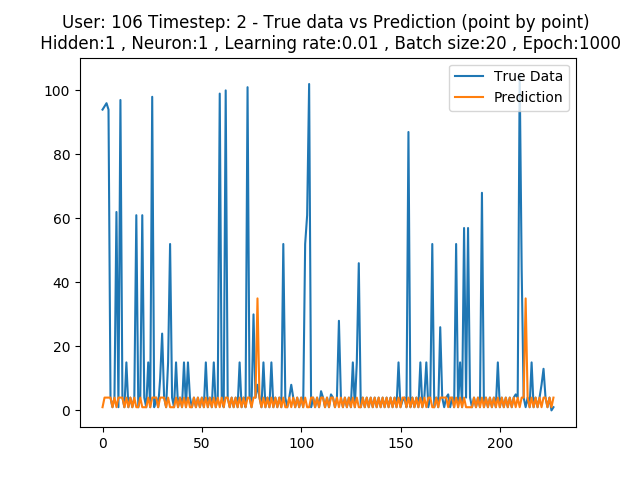 User: 106 Timestep: 2 - True data vs Prediction (point by point)
Hidden:1 , Neuron:1 , Learning rate:0.01 , Batch size:20 , Epoch:1000
True Data
Prediction
100
80
60
40
20
0
0 50 100 150 200